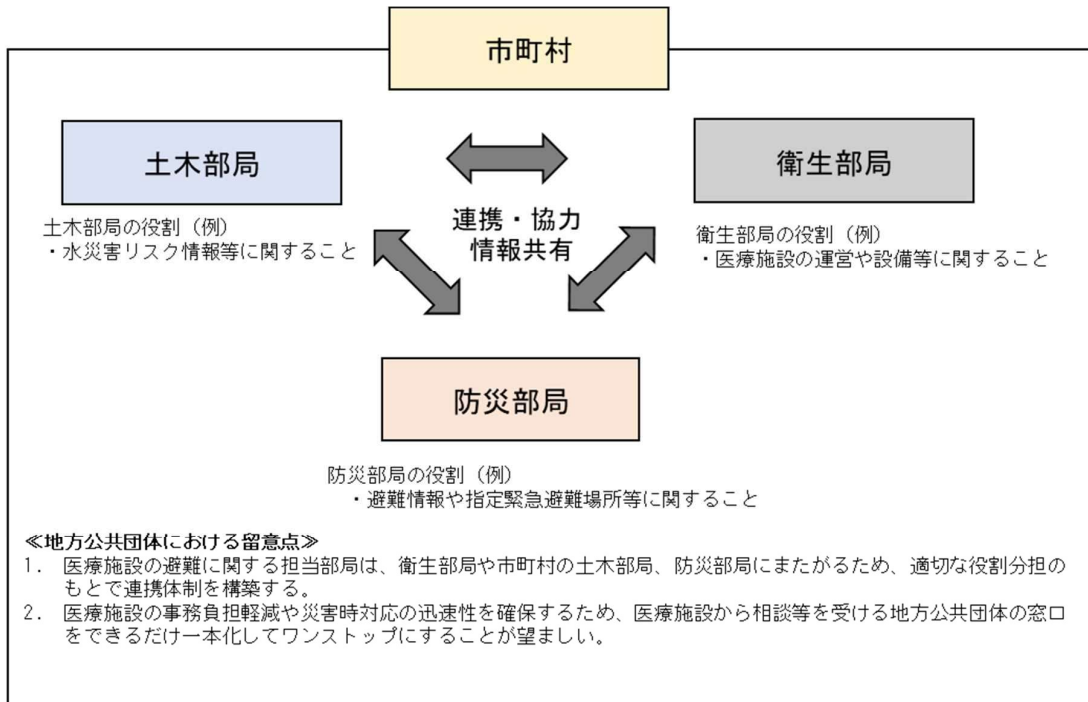 市町村
土木部局
衛生部局
連携・協力
情報共有
土木部局の役割（例）
・水災害リスク情報等に関すること
衛生部局の役割（例）
・医療施設の運営や設備等に関すること
防災部局
防災部局の役割（例）
・避難情報や指定緊急避難場所等に関すること
≪地方公共団体における留意点≫
1. 医療施設の避難に関する担当部局は、衛生部局や市町村の土木部局、防災部局にまたがるため、適切な役割分担の
もとで連携体制を構築する。
2. 医療施設の事務負担軽減や災害時対応の迅速性を確保するため、医療施設から相談等を受ける地方公共団体の窓口
をできるだけ一本化してワンストップにすることが望ましい。